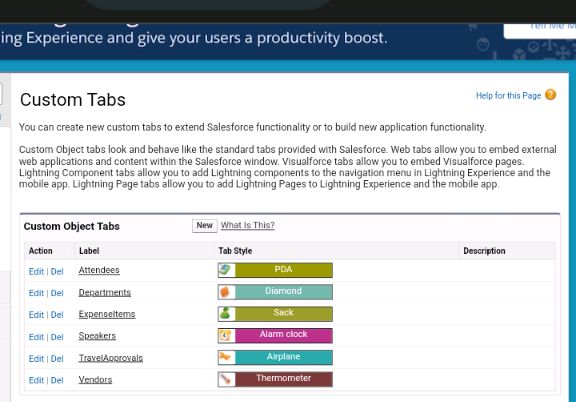 ing Experience and give your users a productivity boost.
Tell Me M
Custom Tabs
Help for this Page
You can create new custom tabs to extend Salesforce functionality or to build new application functionality.
Custom Object tabs look and behave like the standard tabs provided with Salesforce. Web tabs allow you to embed external
web applications and content within the Salesforce window. Visualforce tabs allow you to embed Visualforce pages.
Lightning Component tabs allow you to add Lightning components to the navigation menu in Lightning Experience and the
mobile app. Lightning Page tabs allow you to add Lightning Pages to Lightning Experience and the mobile app.
Custom Object Tabs New What Is This?
Action Label Tab Style Description
Edit | Del Attendees PDA
Edit | Del Departments Diamond
Edit | Del ExpenseItems Sack
Edit | Del Speakers Alarm clock
Edit | Del TravelApprovals Airplane
Edit | Del Vendors Thermometer